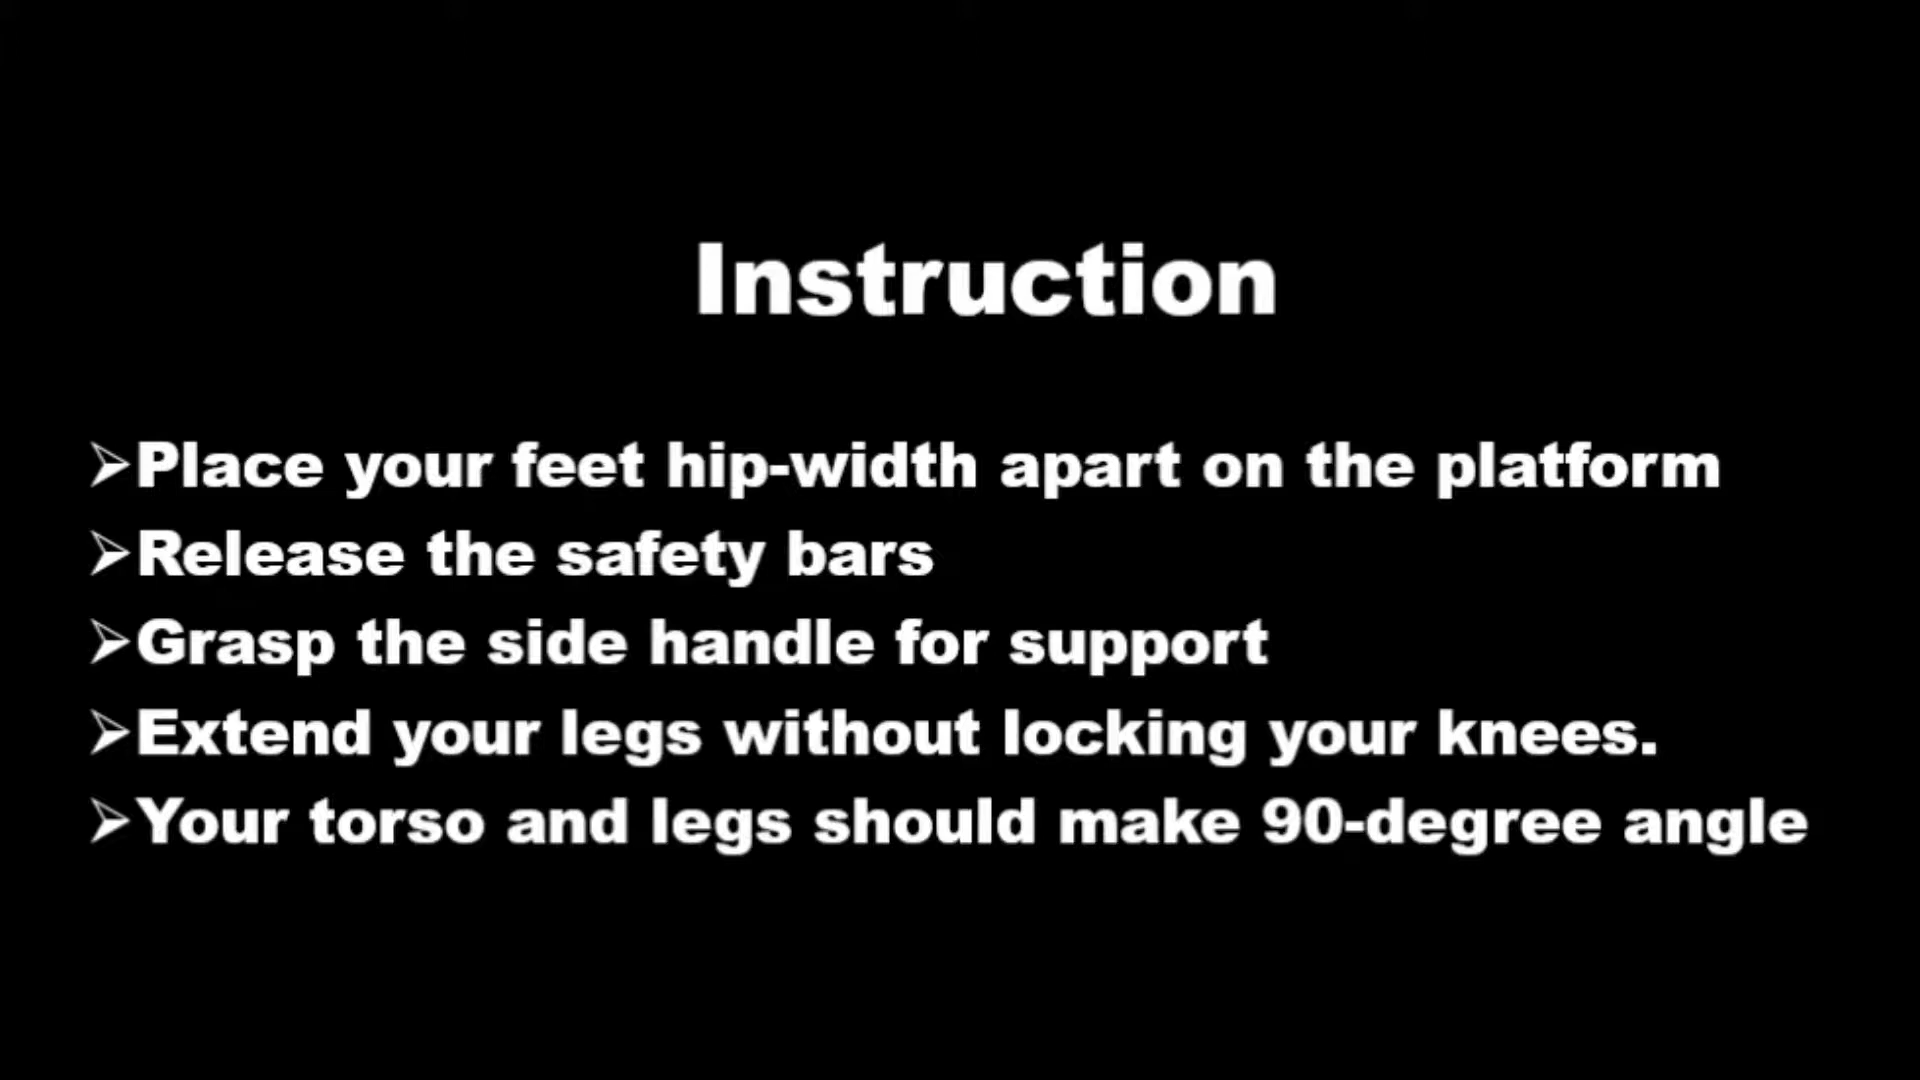 Instruction
➢Place your feet hip-width apart on the platform
➢Release the safety bars
➢Grasp the side handle for support
➢Extend your legs without locking your knees.
➢Your torso and legs should make 90-degree angle